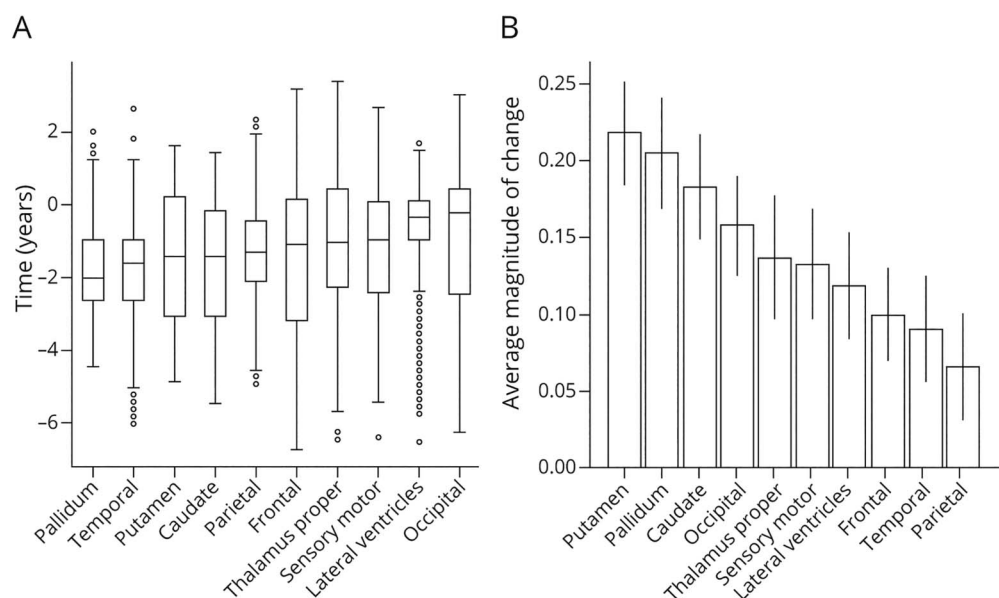 A
Time (years)
2
0
−2
−4
−6
Pallidum
Temporal
Putamen
Caudate
Parietal
Frontal
Thalamus proper
Sensory motor
Lateral ventricles
Occipital
B
Average magnitude of change
0.25
0.20
0.15
0.10
0.05
0.00
Putamen
Pallidum
Caudate
Occipital
Thalamus proper
Sensory motor
Lateral ventricles
Frontal
Temporal
Parietal